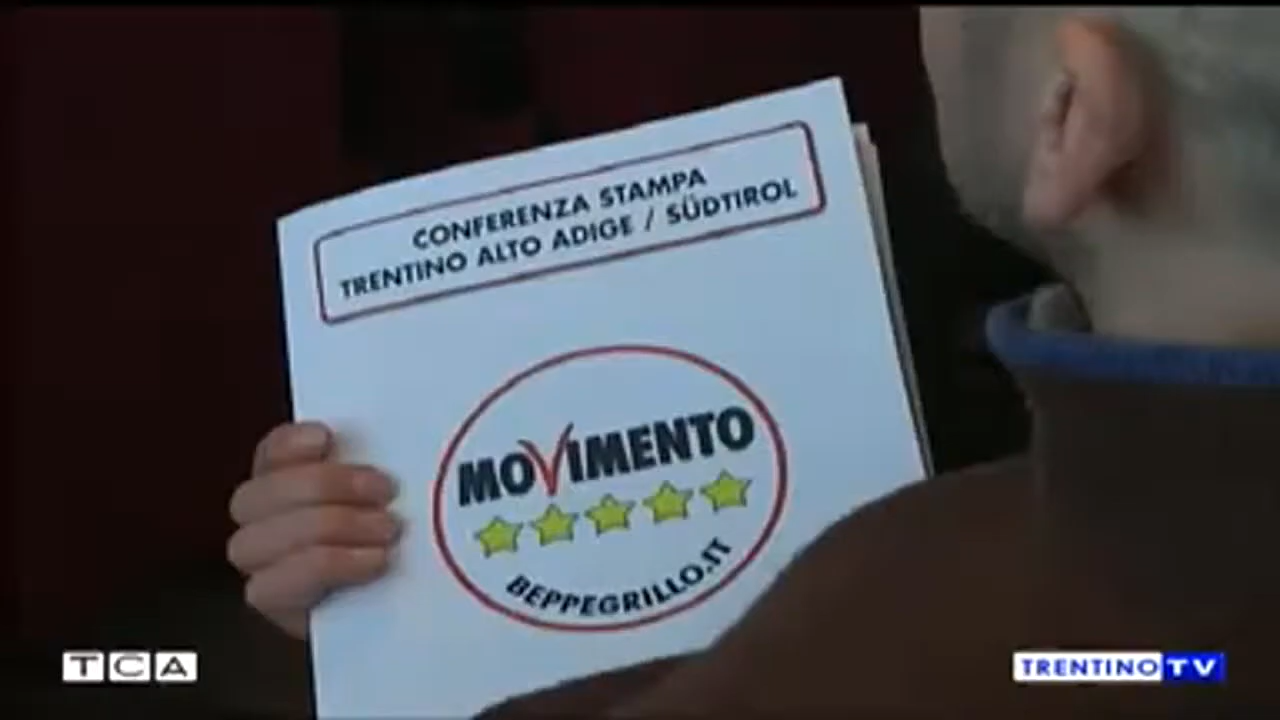 CONFERENZA STAMPA
TRENTINO ALTO ADIGE / SÜDTIROL
MOVIMENTO
BEPPEGRILLO.IT
TCA
TRENTINO TV